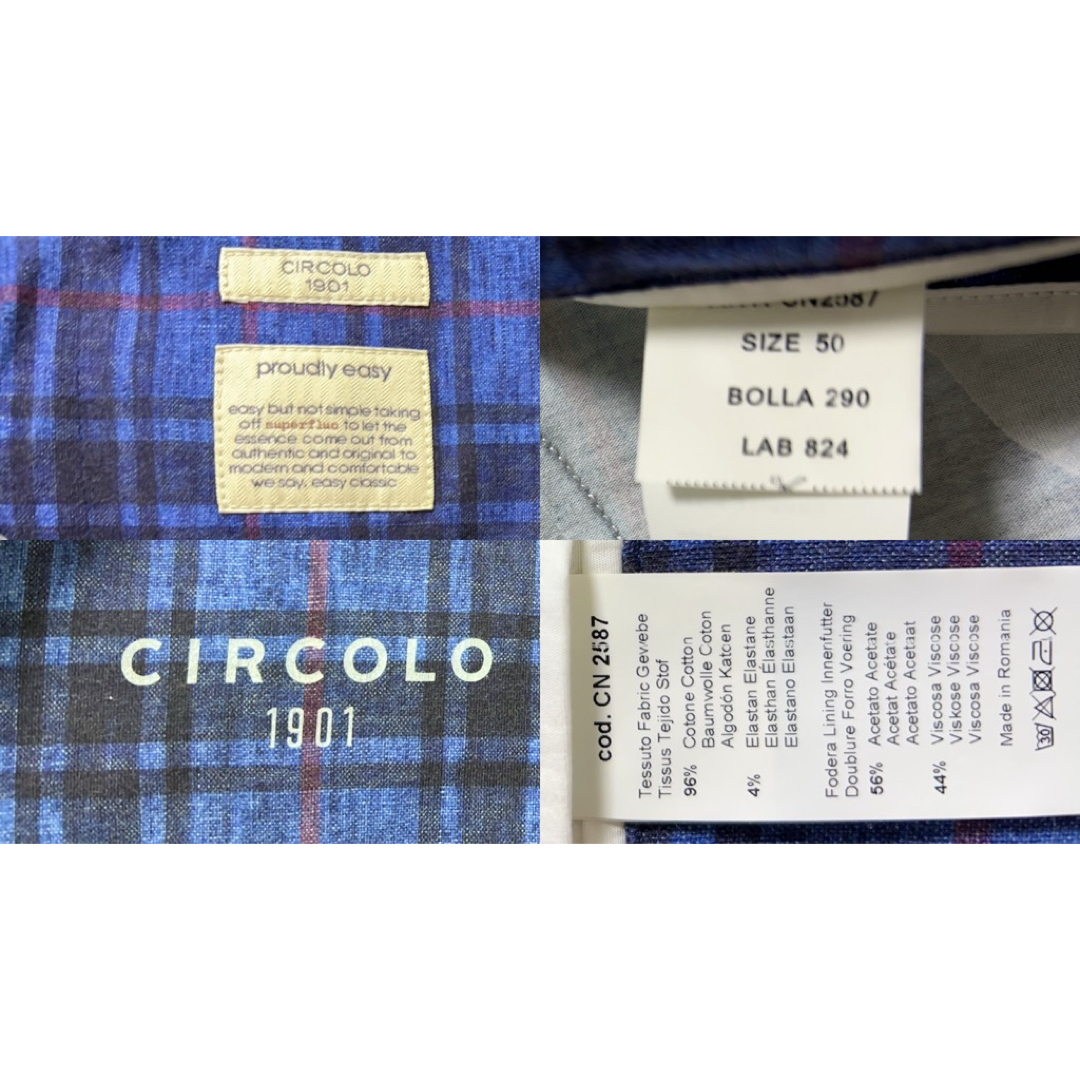 CIRCOLO
1901
proudly easy
easy but not simple taking
off superfluo to let the
essence come out from
authentic and original to
modern and comfortable
we say, easy classic
CN2587
SIZE 50
BOLLA 290
LAB 824
CIRCOLO
1901
cod. CN 2587
Tessuto Fabric Gewebe
Tissus Tejido Stof
96% Cotone Cotton
Baumwolle Coton
Algodón Katoen
4% Elastan Elastane
Elasthan Élasthanne
Elastano Elastaan
Fodera Lining Innenfutter
Doublure Forro Voering
56% Acetato Acetate
Acetat Acétate
Acetato Acetaat
44% Viscosa Viscose
Viskose Viscose
Viscosa Viscose
Made in Romania
30